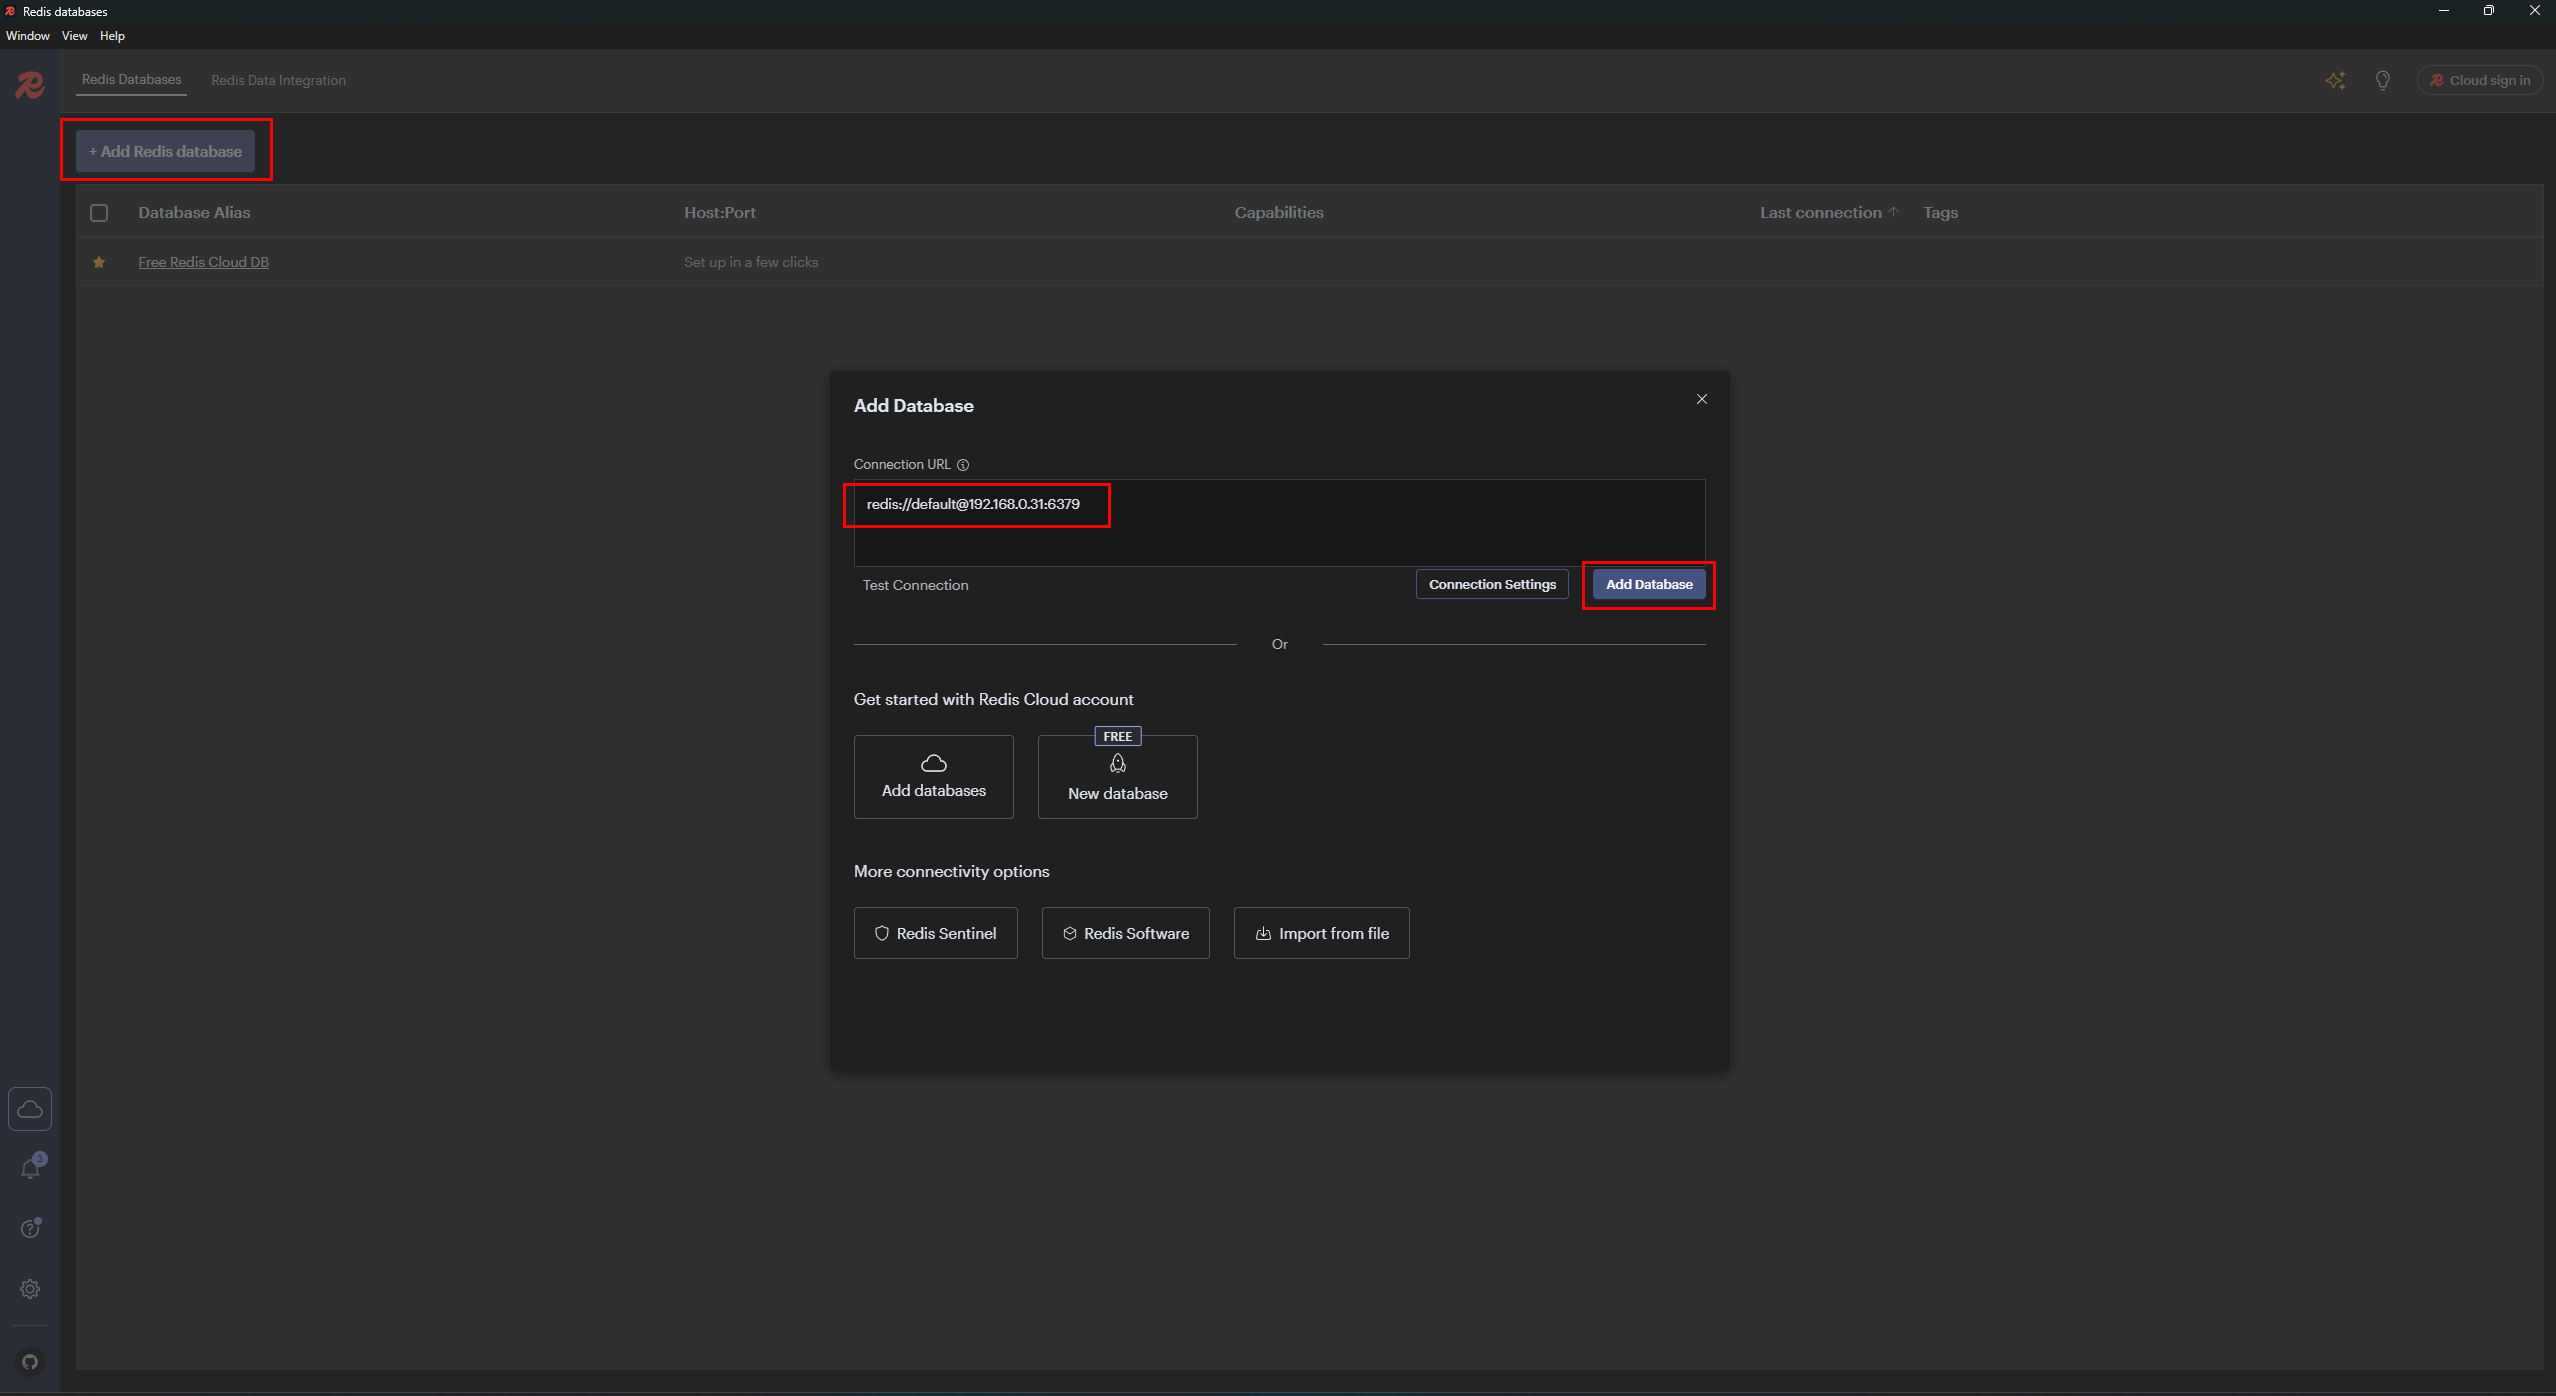 Redis databases
Window View Help
Redis Databases Redis Data Integration Cloud sign in
+ Add Redis database
Database Alias Host:Port Capabilities Last connection Tags
Free Redis Cloud DB Set up in a few clicks
Add Database
Connection URL
redis://default@192.168.0.31:6379
Test Connection Connection Settings Add Database
Or
Get started with Redis Cloud account
FREE
Add databases New database
More connectivity options
Redis Sentinel Redis Software Import from file
3